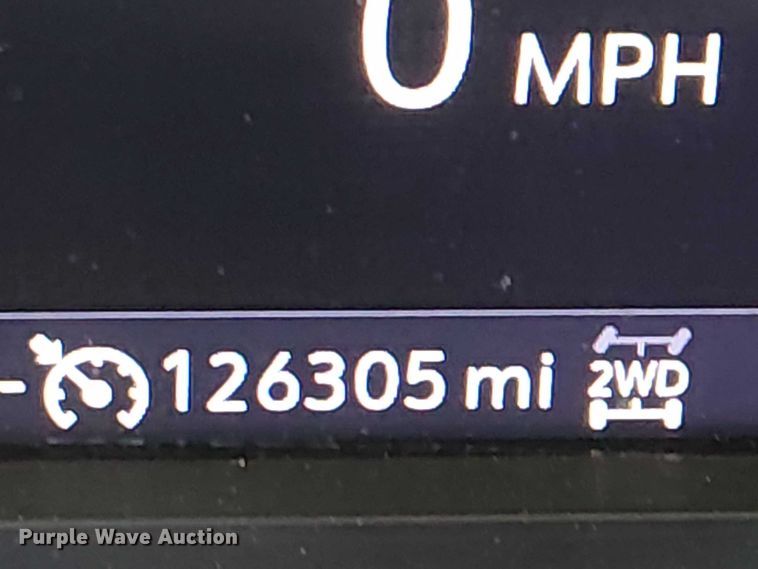 0 MPH
126305 mi 2WD
Purple Wave Auction